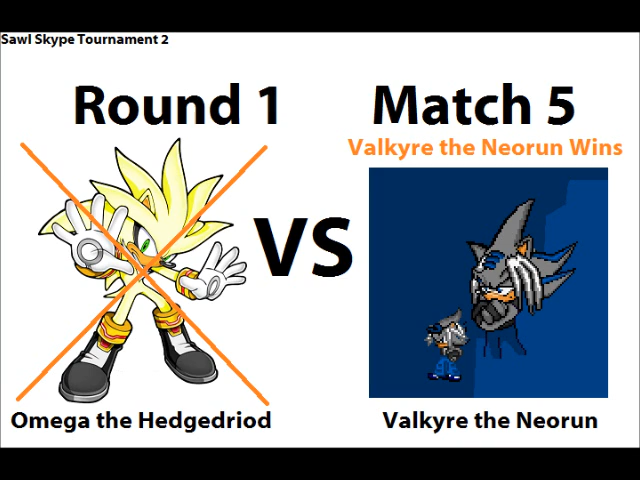 Sawl Skype Tournament 2
Round 1
Match 5
Valkyre the Neorun Wins
VS
Omega the Hedgedriod
Valkyre the Neorun